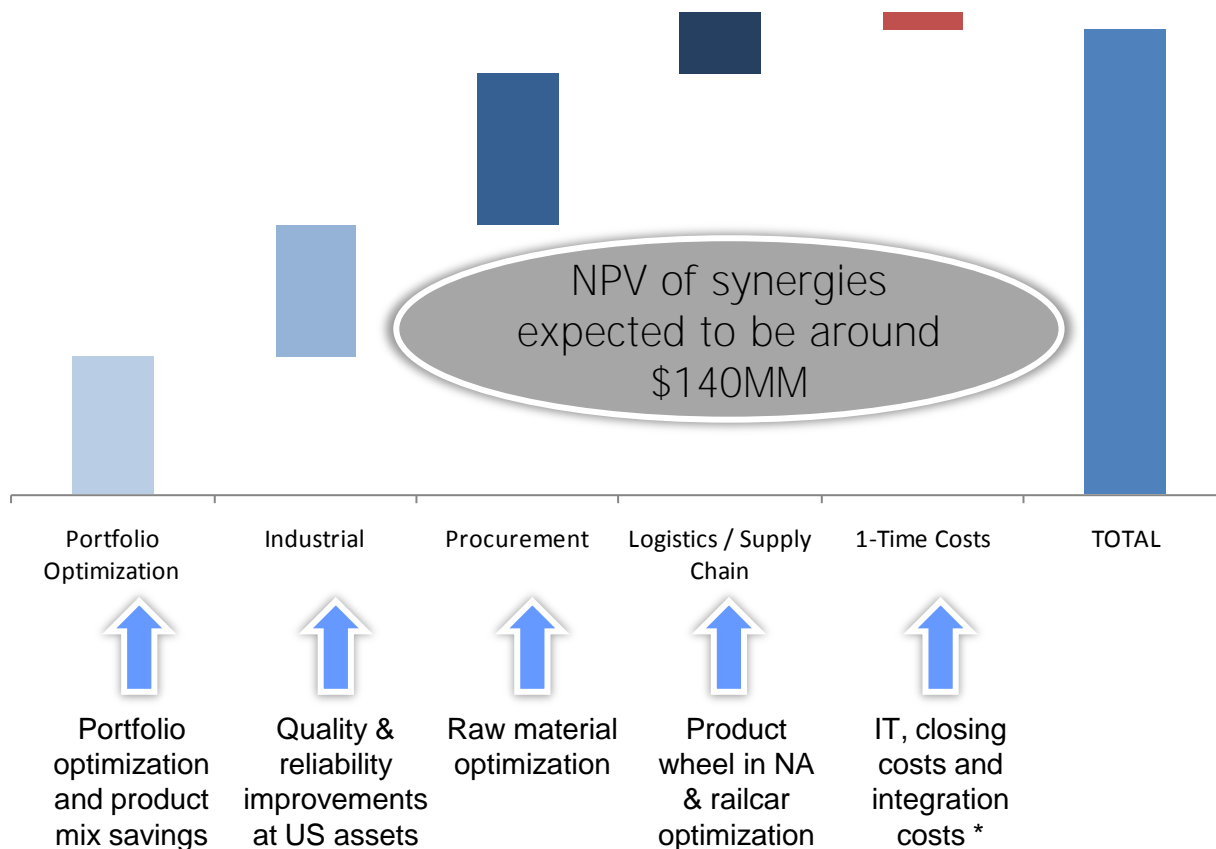 NPV of synergies
expected to be around
$140MM
Portfolio
Optimization
Industrial
Procurement
Logistics / Supply
Chain
1-Time Costs
TOTAL
Portfolio
optimization
and product
mix savings
Quality &
reliability
improvements
at US assets
Raw material
optimization
Product
wheel in NA
& railcar
optimization
IT, closing
costs and
integration
costs *